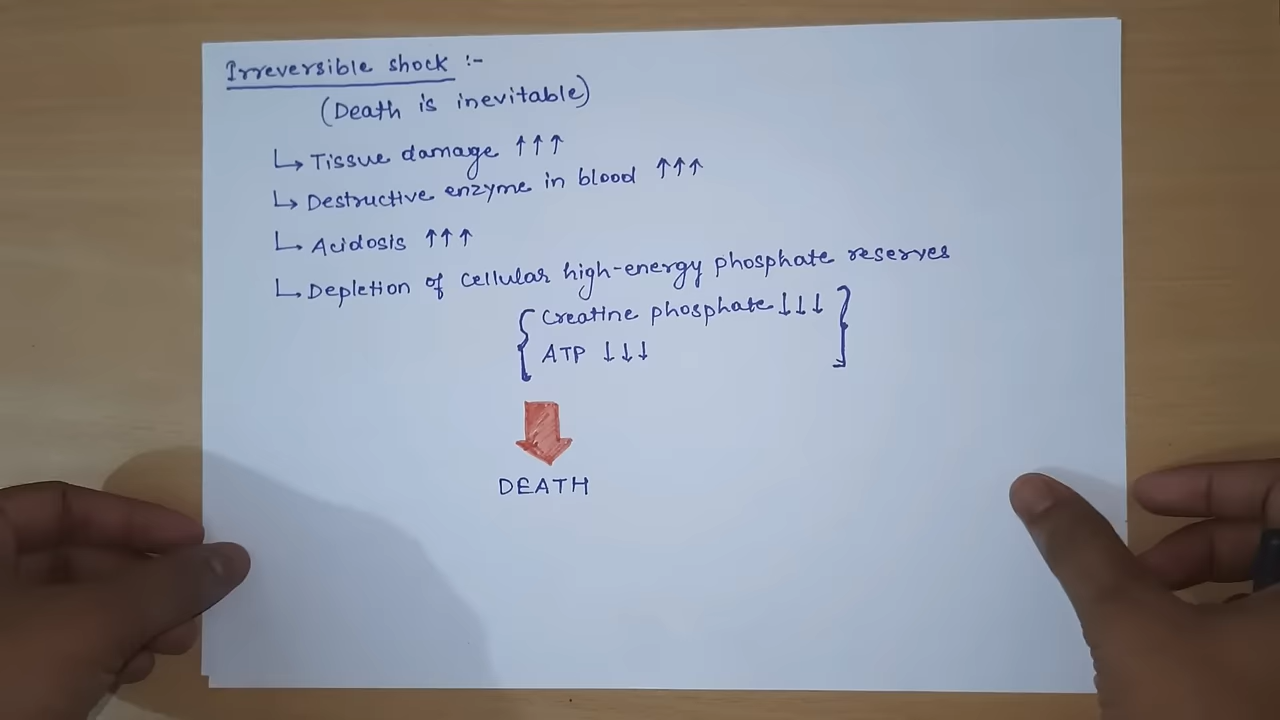 Irreversible shock :-
(Death is inevitable)
↳ Tissue damage ↑↑↑
↳ Destructive enzyme in blood ↑↑↑
↳ Acidosis ↑↑↑
↳ Depletion of cellular high-energy phosphate reserves
{ Creatine phosphate ↓↓↓ }
ATP ↓↓↓
DEATH